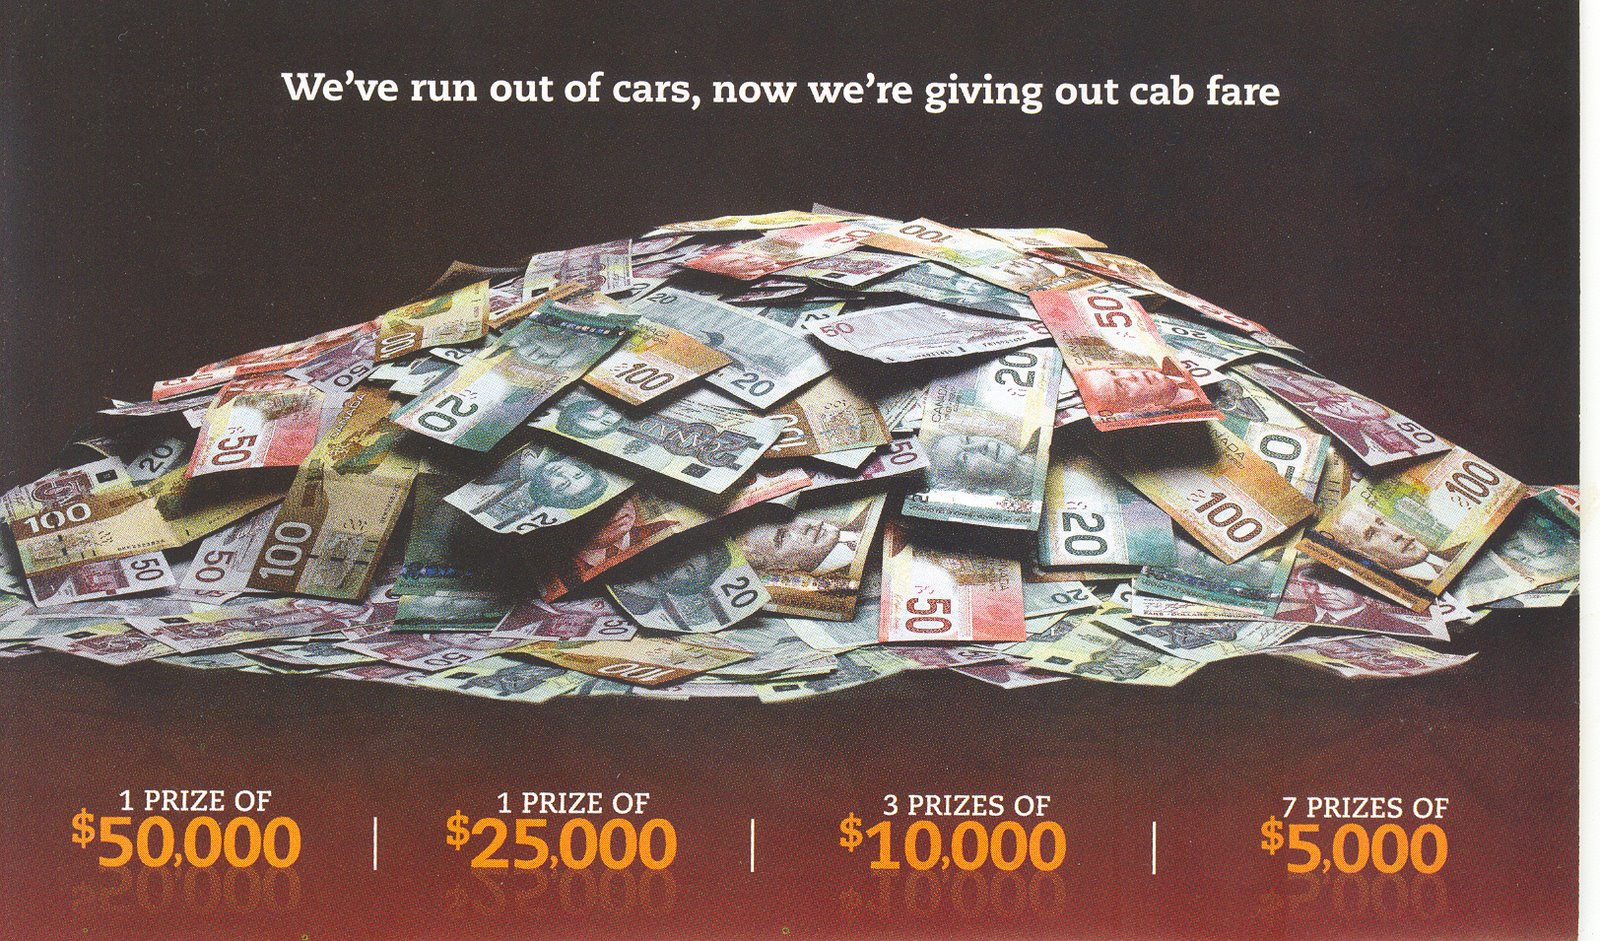 We've run out of cars, now we're giving out cab fare
1 PRIZE OF
$50,000
1 PRIZE OF
$25,000
3 PRIZES OF
$10,000
7 PRIZES OF
$5,000